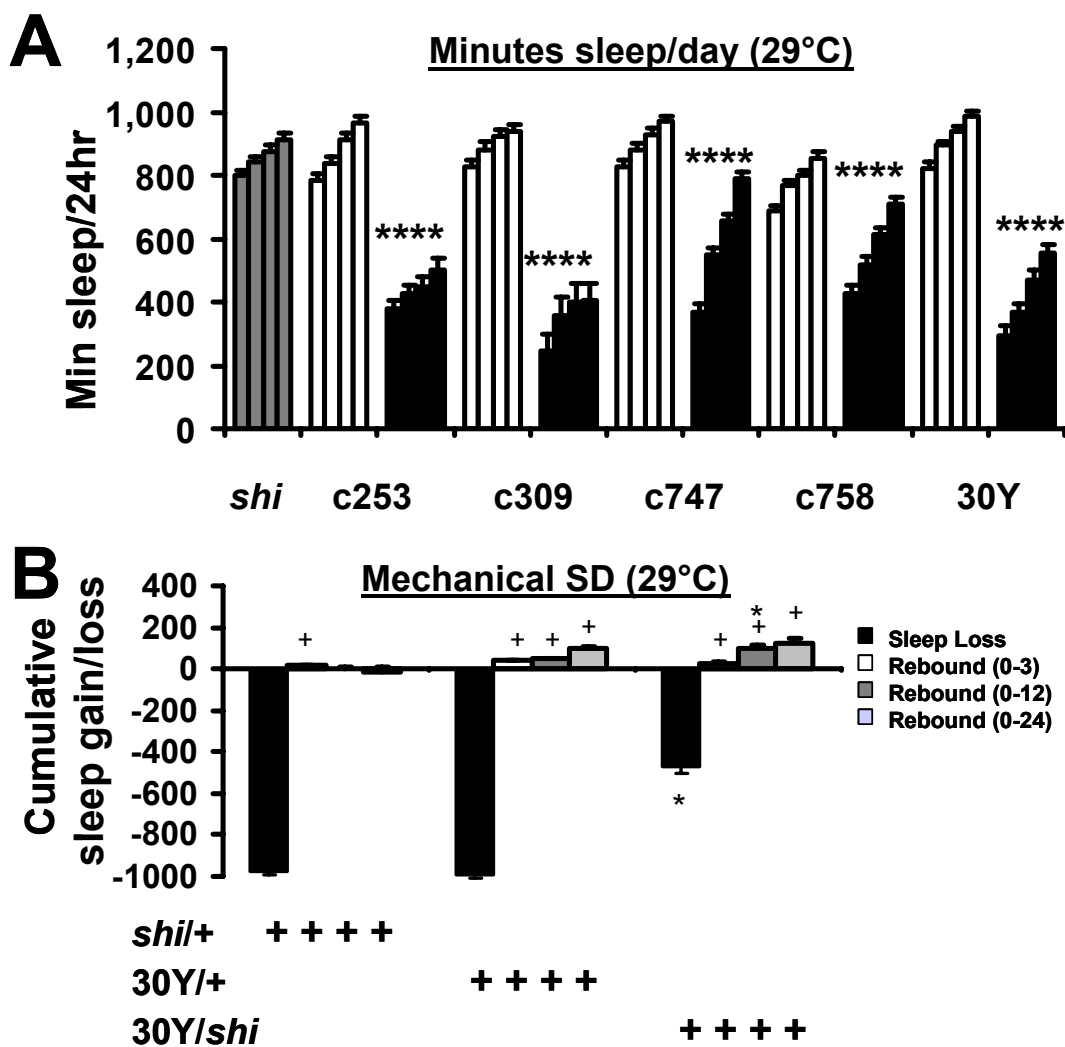 A
Minutes sleep/day (29°C)
Min sleep/24hr
1,200
1,000
800
600
400
200
0
**** **** **** **** ****
shi c253 c309 c747 c758 30Y
B
Mechanical SD (29°C)
Cumulative
sleep gain/loss
400
200
0
-200
-400
-600
-800
-1000
+ + + + + * + +
*
Sleep Loss
Rebound (0-3)
Rebound (0-12)
Rebound (0-24)
shi/+ + + + +
30Y/+ + + + +
30Y/shi + + + +